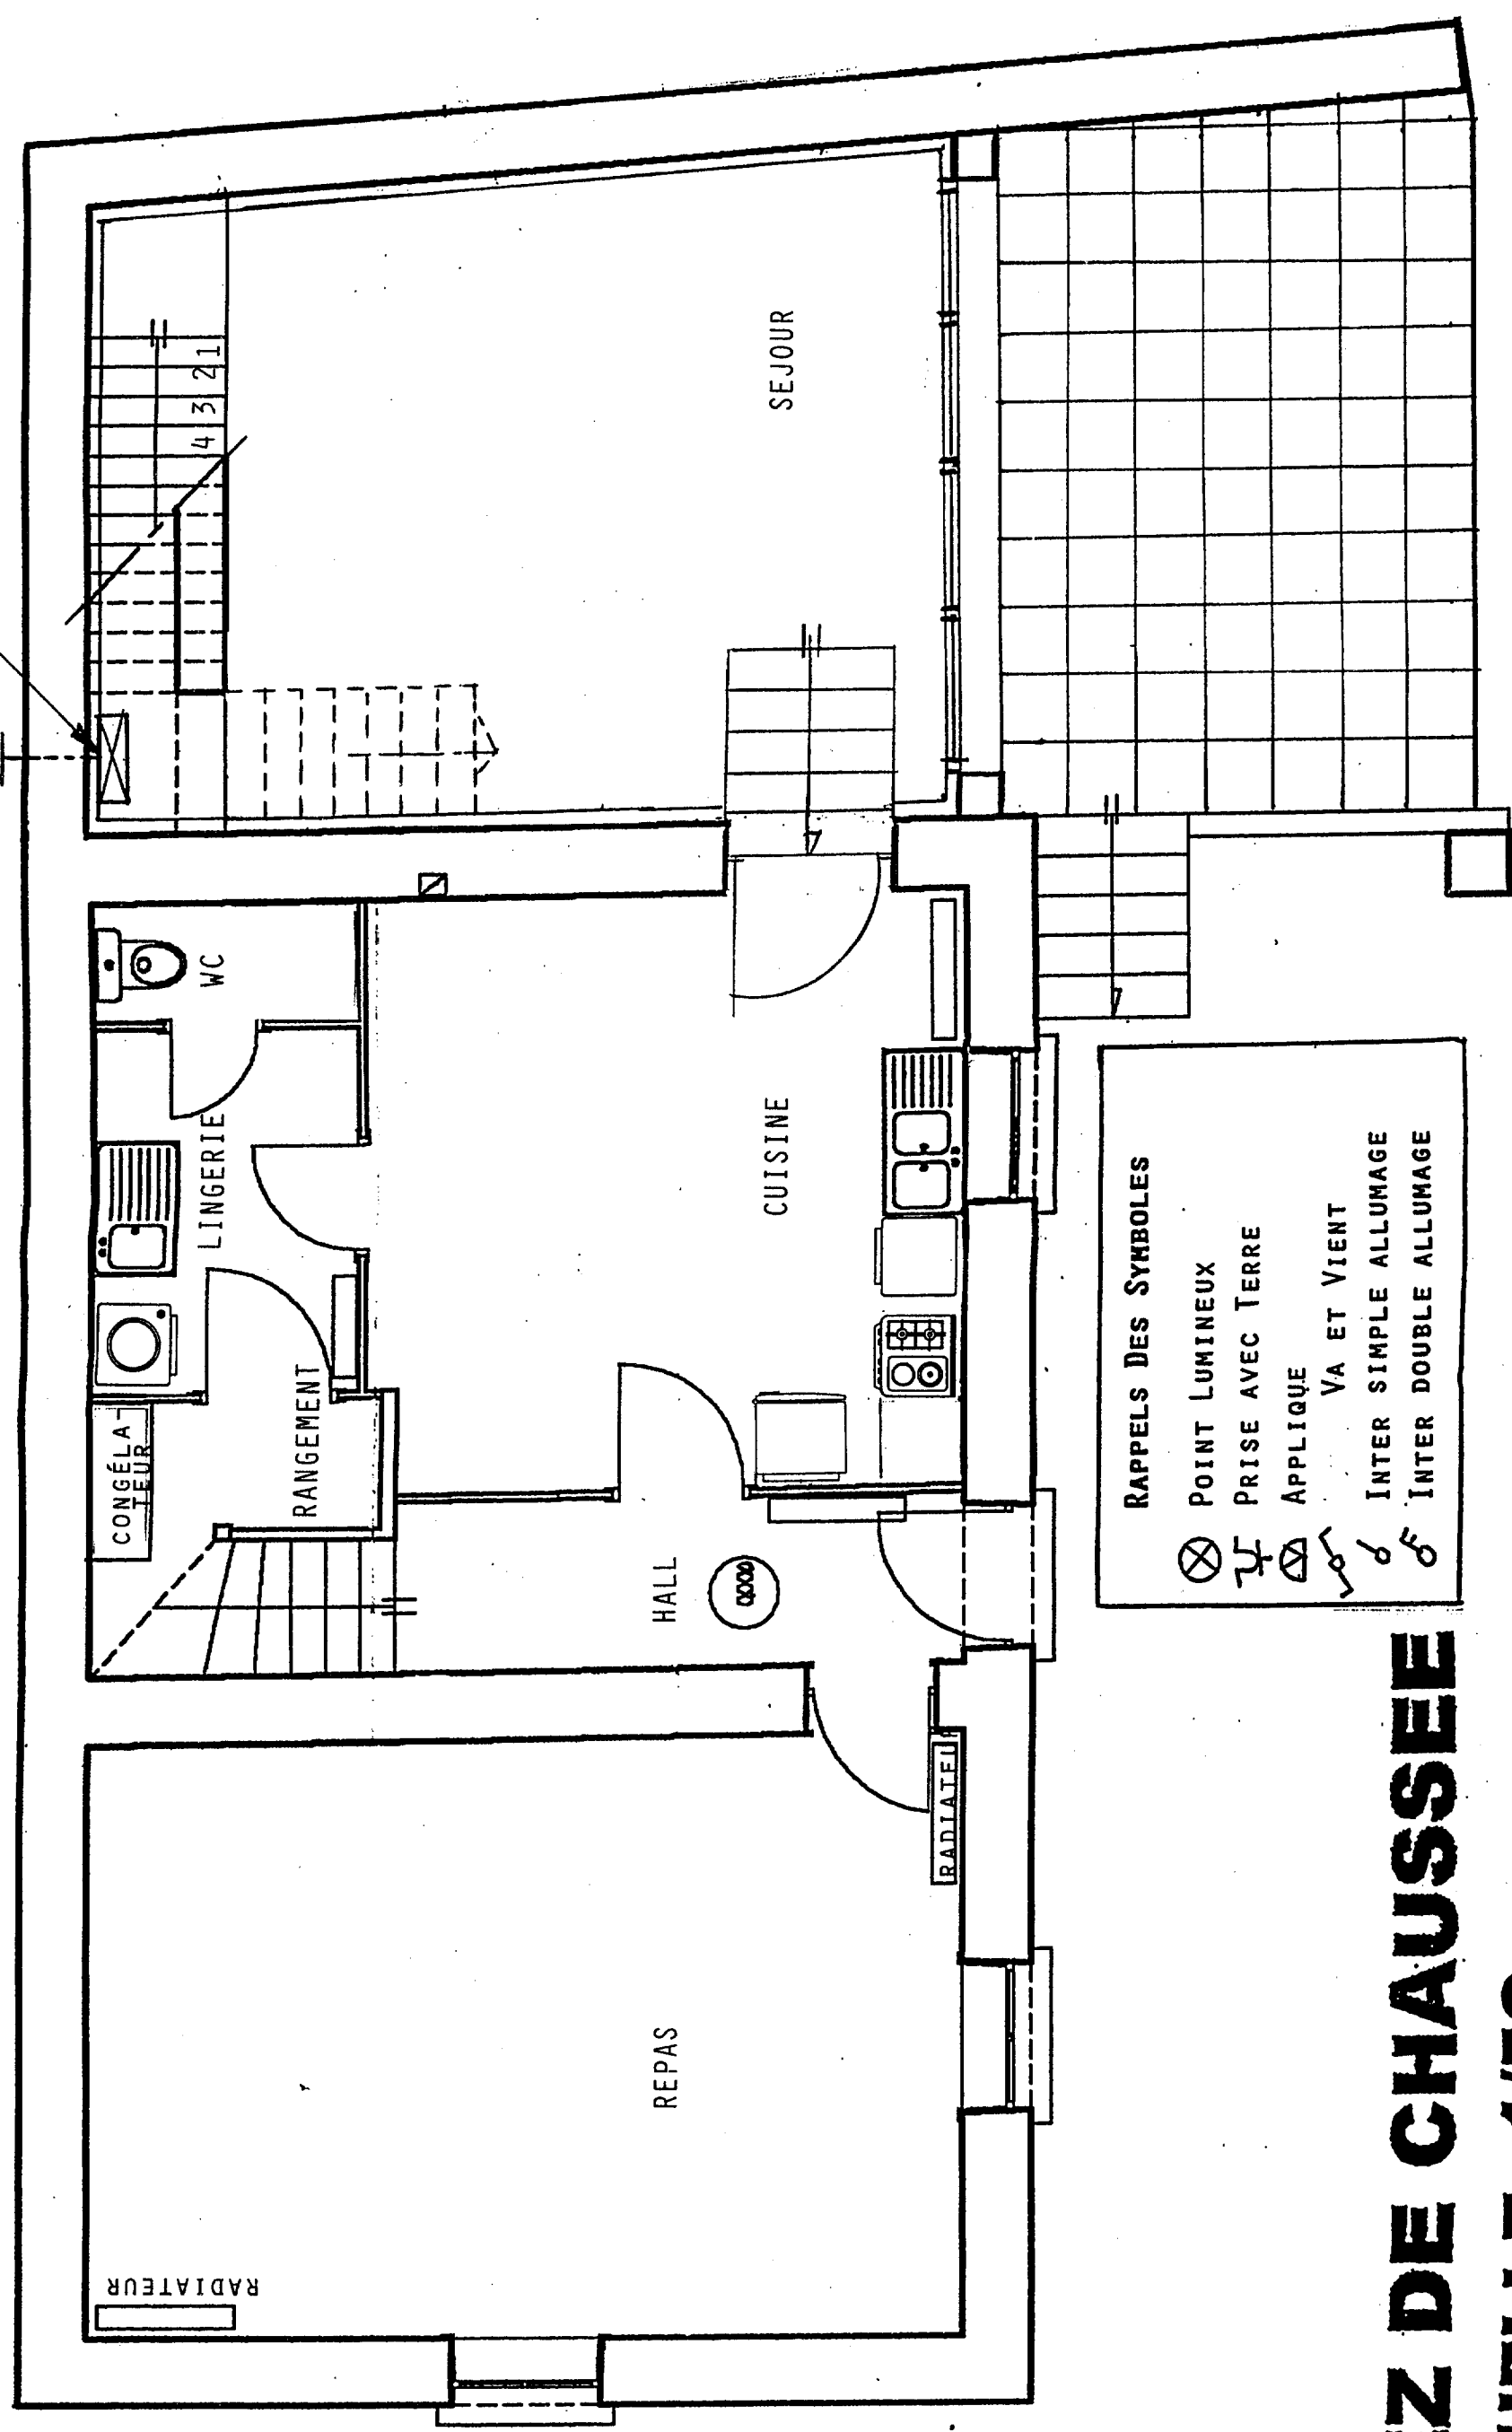 SEJOUR
4 3 2 1
WC
LINGERIE
CUISINE
CONGÉLA
TEUR
RANGEMENT
HALL
RADIATEU
REPAS
RADIATEUR
RAPPELS DES SYMBOLES
POINT LUMINEUX
PRISE AVEC TERRE
APPLIQUE
VA ET VIENT
INTER SIMPLE ALLUMAGE
INTER DOUBLE ALLUMAGE
Z DE CHAUSSEE